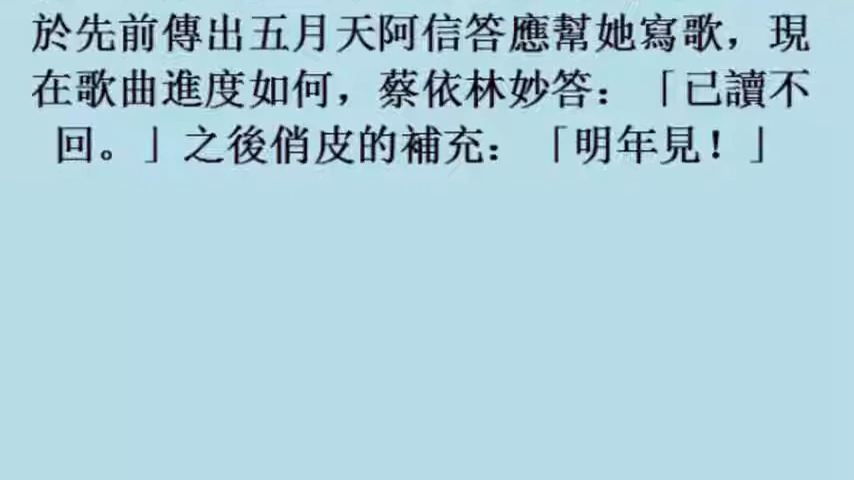 於先前傳出五月天阿信答應幫她寫歌，現
在歌曲進度如何，蔡依林妙答：「已讀不
回。」之後俏皮的補充：「明年見！」